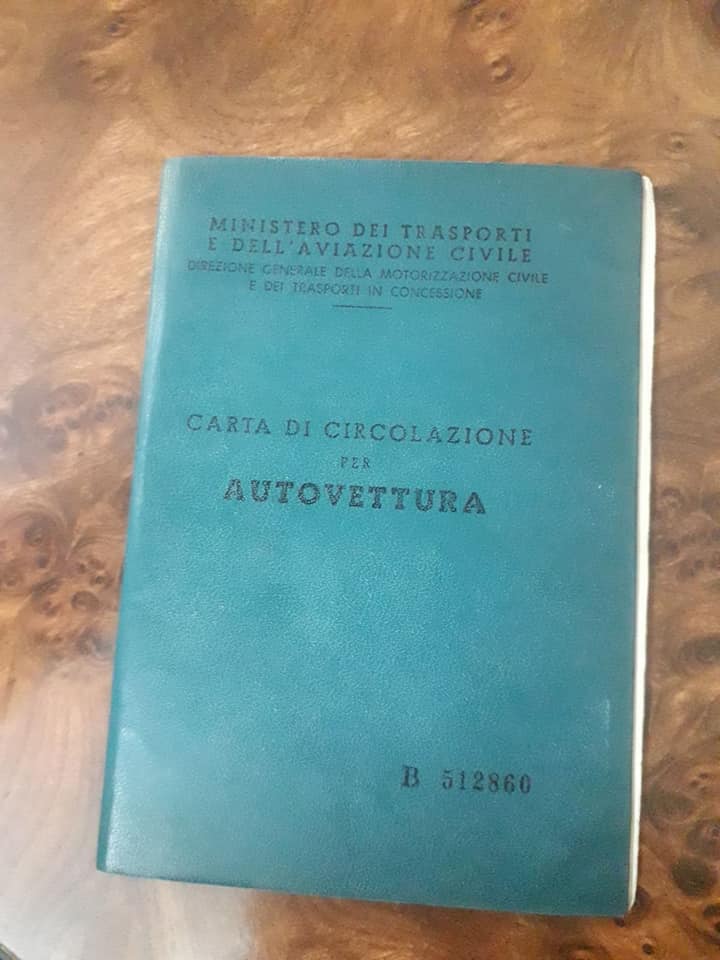 MINISTERO DEI TRASPORTI
E DELL'AVIAZIONE CIVILE
DIREZIONE GENERALE DELLA MOTORIZZAZIONE CIVILE
E DEI TRASPORTI IN CONCESSIONE
CARTA DI CIRCOLAZIONE
PER
AUTOVETTURA
B 512860